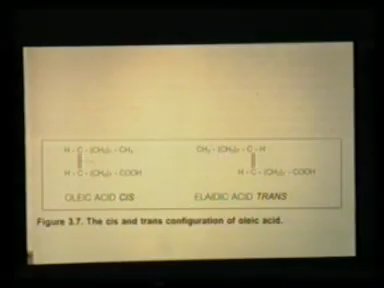 H - C - (CH₂)₇ - CH₃ CH₃ - (CH₂)₇ - C - H
H - C - (CH₂)₇ - COOH H - C - (CH₂)₇ - COOH
OLEIC ACID CIS ELAIDIC ACID TRANS
Figure 3.7. The cis and trans configuration of oleic acid.